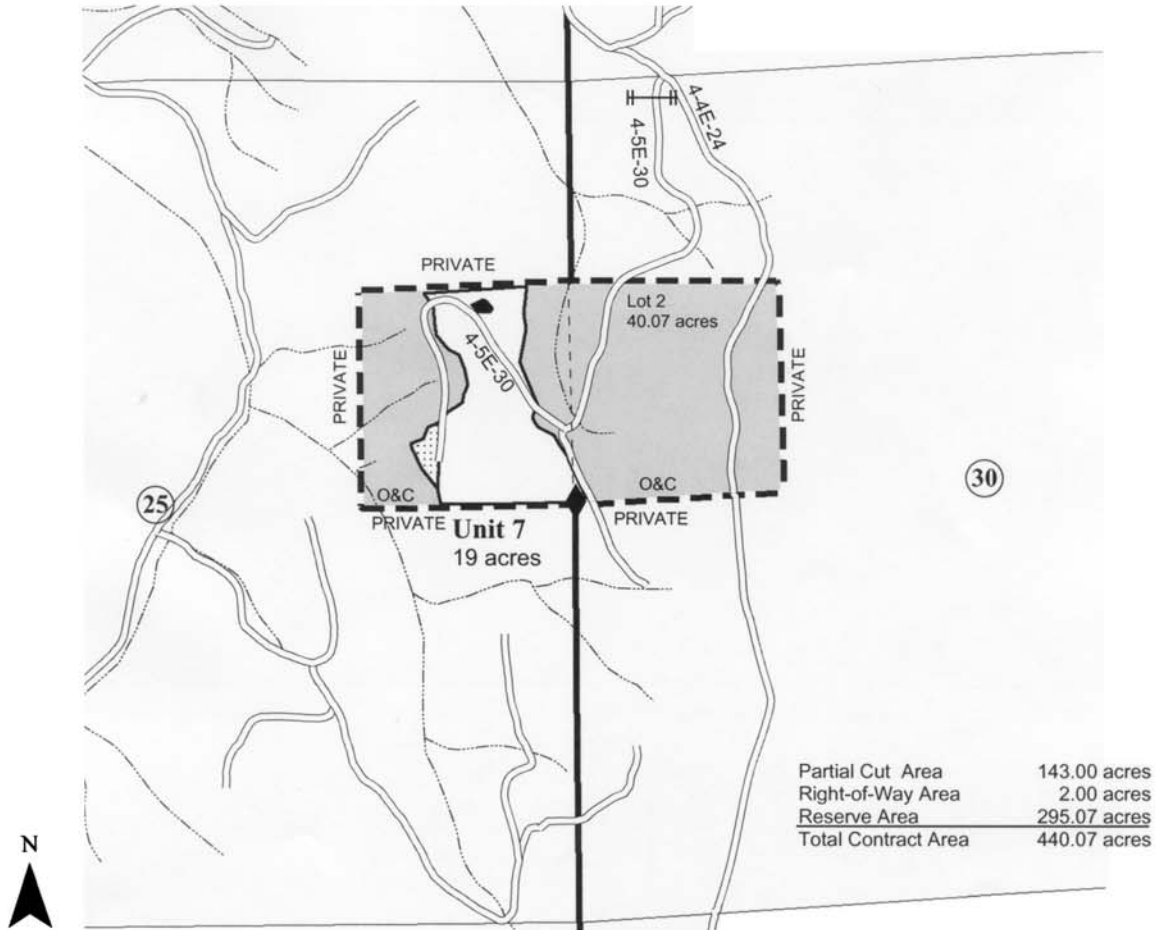 4-4E-24
4-5E-30
PRIVATE
Lot 2
40.07 acres
4-5E-30
PRIVATE
PRIVATE
O&C
O&C
25
30
PRIVATE
PRIVATE
Unit 7
19 acres
Partial Cut Area 143.00 acres
Right-of-Way Area 2.00 acres
Reserve Area 295.07 acres
Total Contract Area 440.07 acres
N